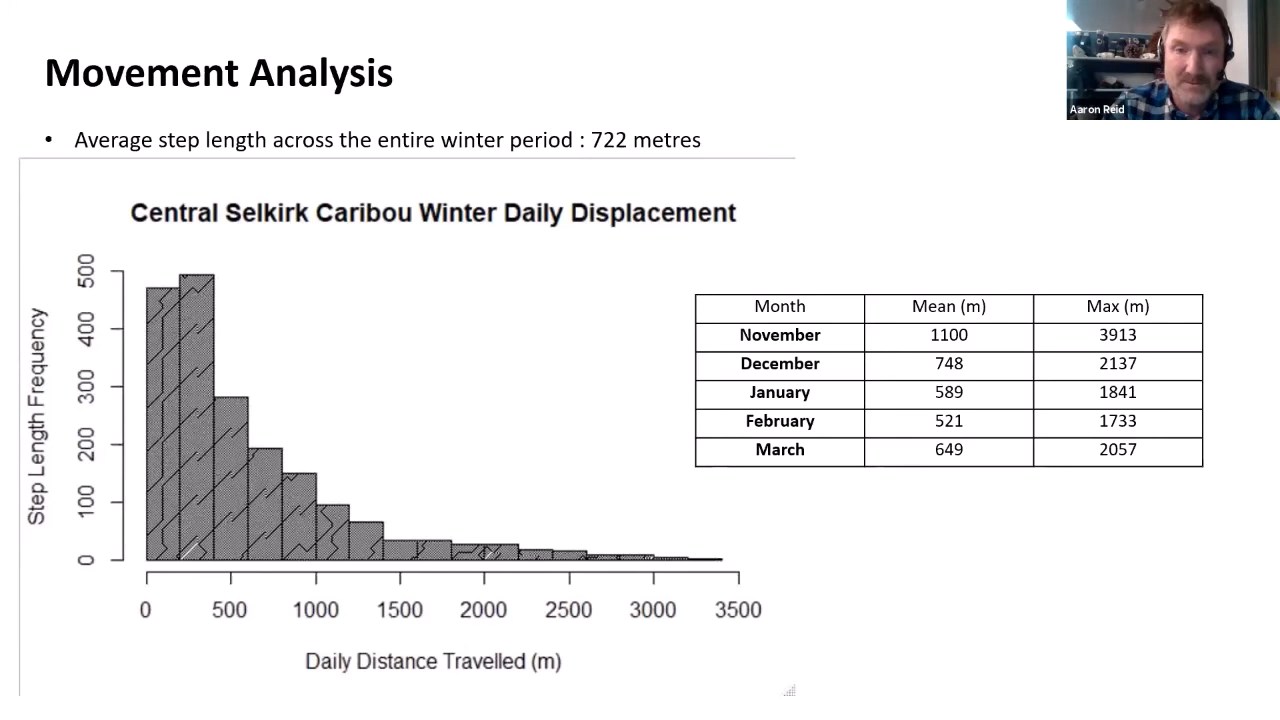 Movement Analysis
Aaron Reid
• Average step length across the entire winter period : 722 metres
Central Selkirk Caribou Winter Daily Displacement
Step Length Frequency
500
400
300
200
100
0
0 500 1000 1500 2000 2500 3000 3500
Daily Distance Travelled (m)
Month Mean (m) Max (m)
November 1100 3913
December 748 2137
January 589 1841
February 521 1733
March 649 2057